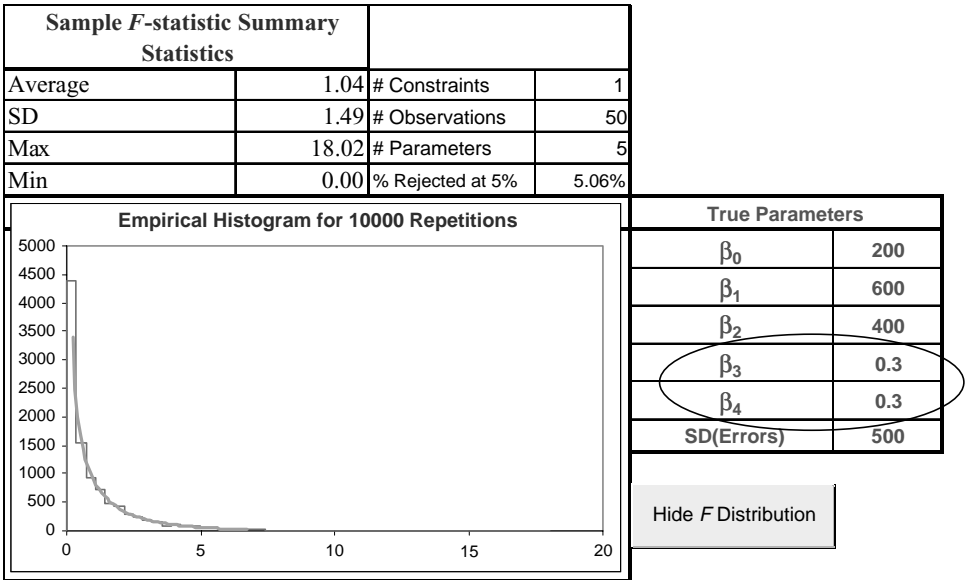 Sample F-statistic Summary
Statistics
Average 1.04 # Constraints 1
SD 1.49 # Observations 50
Max 18.02 # Parameters 5
Min 0.00 % Rejected at 5% 5.06%
Empirical Histogram for 10000 Repetitions
5000
4500
4000
3500
3000
2500
2000
1500
1000
500
0
0 5 10 15 20
True Parameters
β0 200
β1 600
β2 400
β3 0.3
β4 0.3
SD(Errors) 500
Hide F Distribution